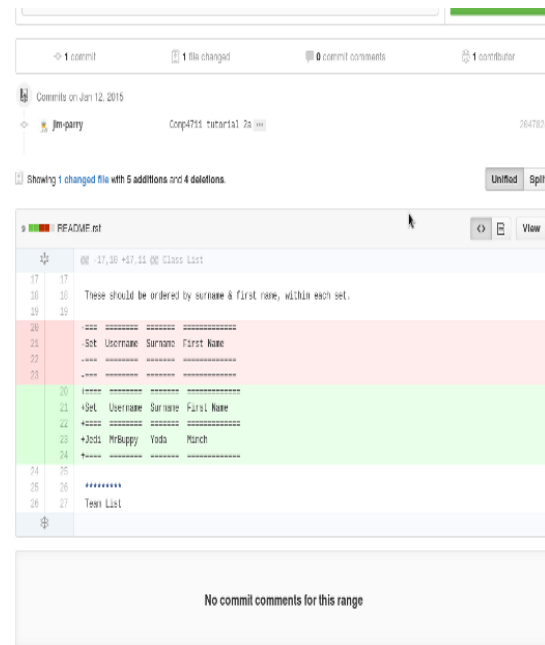 1 commit 1 file changed 0 commit comments 1 contributor
Commits on Jan 12, 2015
jim-parry Comp4711 tutorial 2a ...
Showing 1 changed file with 5 additions and 4 deletions. Unified Split
9 README.rst <> View
@@ -17,10 +17,11 @@ Class List
17 17
18 18 These should be ordered by surname & first name, within each set.
19 19
20 -=== ======== ======= =============
21 -Set Username Surname First Name
22 -=== ======== ======= =============
23 -=== ======== ======= =============
20 +==== ======== ======= =============
21 +Set Username Surname First Name
22 +==== ======== ======= =============
23 +Jedi MrBuppy Yoda Minch
24 +==== ======== ======= =============
24 25
25 26 *********
26 27 Team List
No commit comments for this range